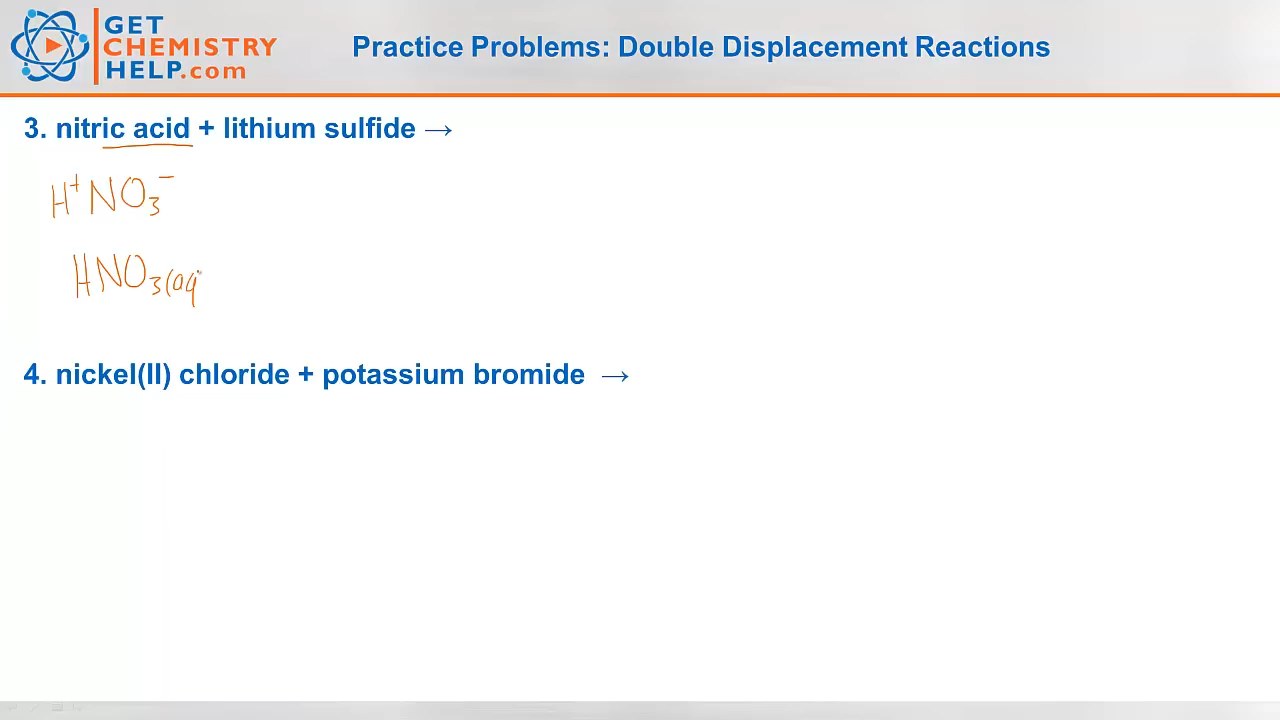 GET
CHEMISTRY
HELP.com
Practice Problems: Double Displacement Reactions
3. nitric acid + lithium sulfide →
H⁺NO₃⁻
HNO₃(aq
4. nickel(II) chloride + potassium bromide →